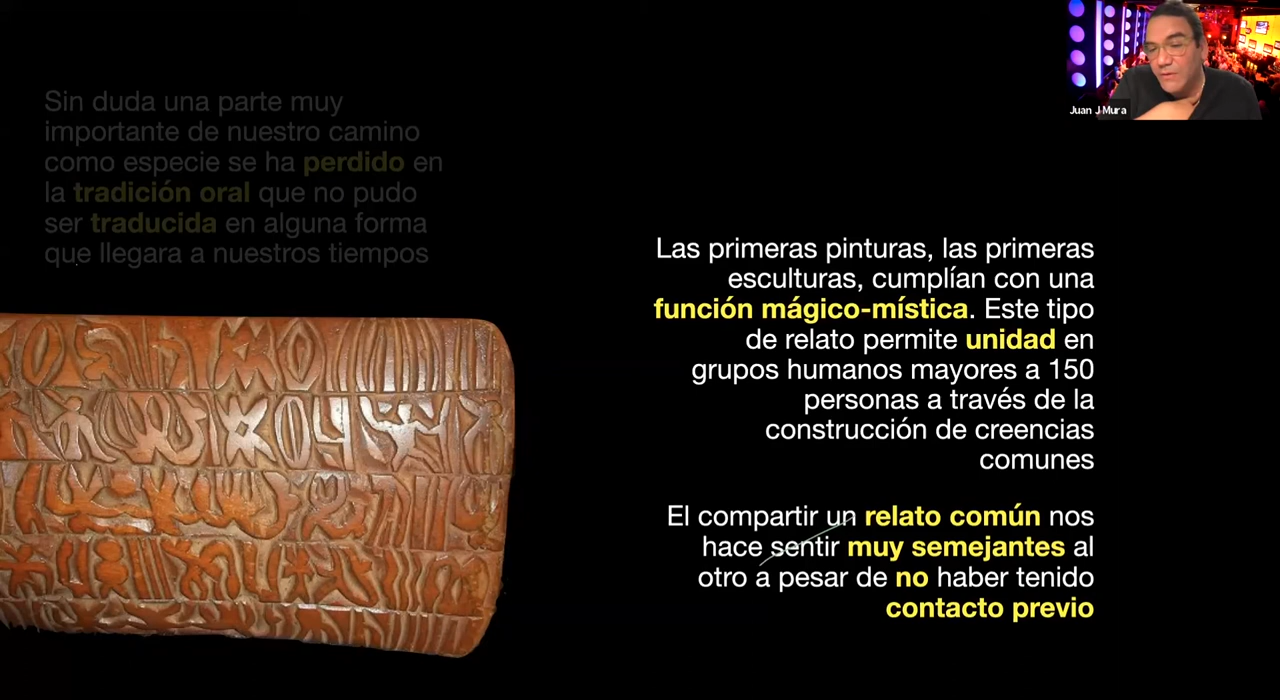 Sin duda una parte muy
importante de nuestro camino
como especie se ha perdido en
la tradición oral que no pudo
ser traducida en alguna forma
que llegara a nuestros tiempos
Juan J Mura
Las primeras pinturas, las primeras
esculturas, cumplían con una
función mágico-mística. Este tipo
de relato permite unidad en
grupos humanos mayores a 150
personas a través de la
construcción de creencias
comunes
El compartir un relato común nos
hace sentir muy semejantes al
otro a pesar de no haber tenido
contacto previo